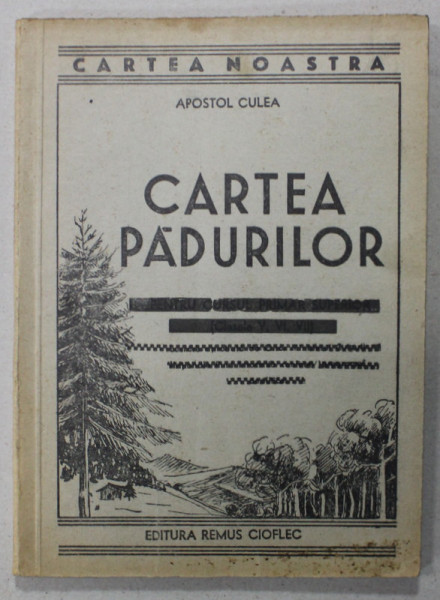 CARTEA NOASTRA
APOSTOL CULEA
CARTEA
PĂDURILOR
EDITURA REMUS CIOFLEC